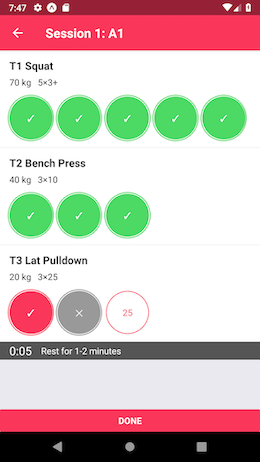 7:47
Session 1: A1
T1 Squat
70 kg 5×3+
T2 Bench Press
40 kg 3×10
T3 Lat Pulldown
20 kg 3×25
25
0:05 Rest for 1-2 minutes
DONE